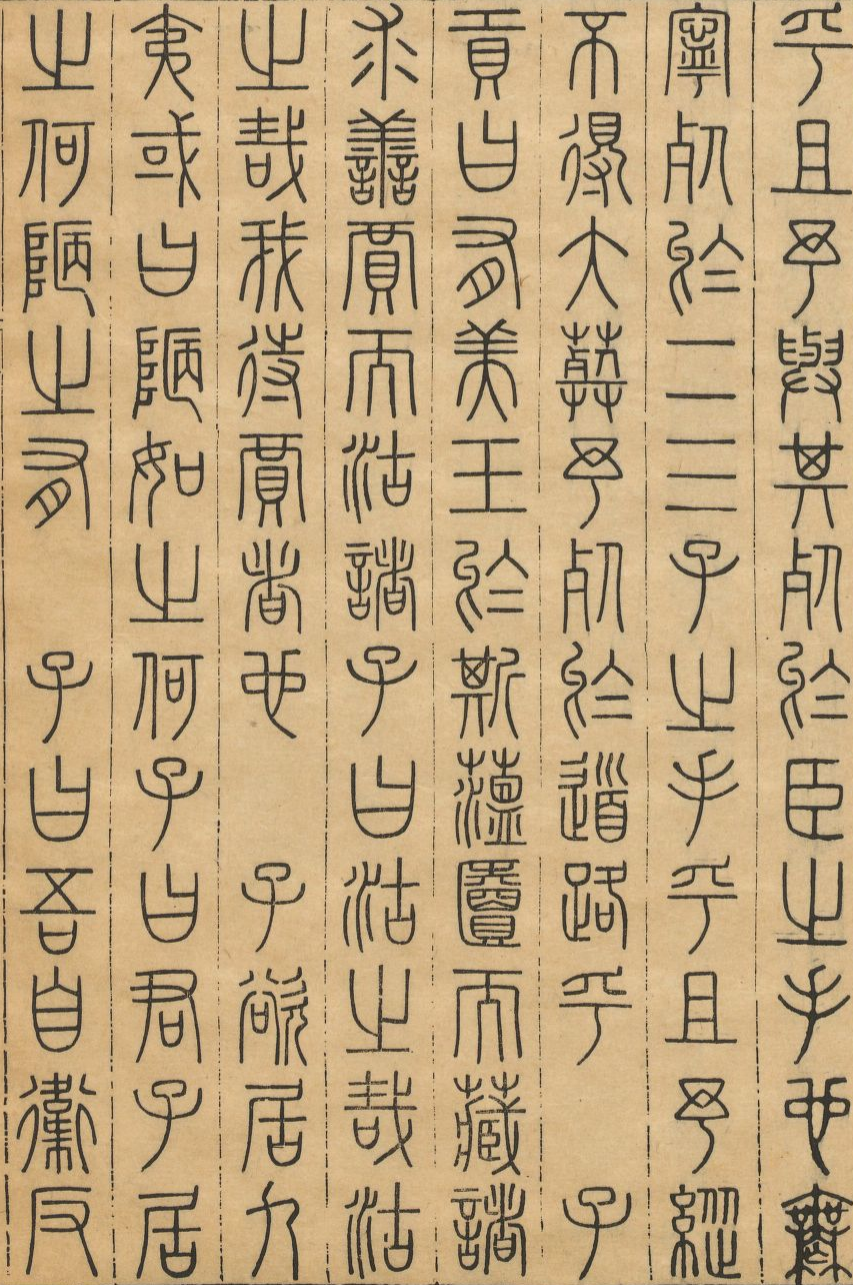 乎且予與其死於臣之手也無
寧死於二三子之手乎且予縱
不得大葬予死於道路乎　子
貢曰有美玉於斯薀匵而藏諸
求善賈而沽諸子曰沽之哉沽
之哉我待賈者也　子欲居九
夷或曰陋如之何子曰君子居
之何陋之有　子曰吾自衛反